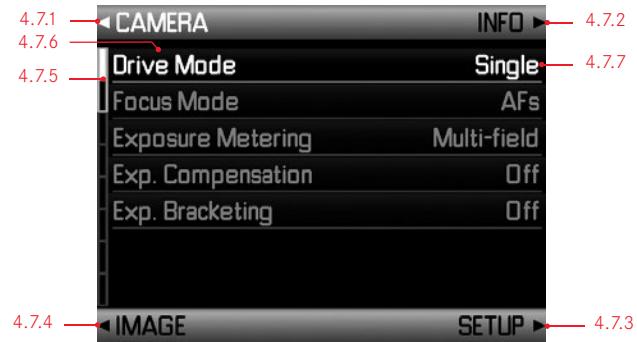 4.7.1 CAMERA INFO 4.7.2
4.7.6
4.7.5
Drive Mode Single 4.7.7
Focus Mode AFs
Exposure Metering Multi-field
Exp. Compensation Off
Exp. Bracketing Off
4.7.4 IMAGE SETUP 4.7.3